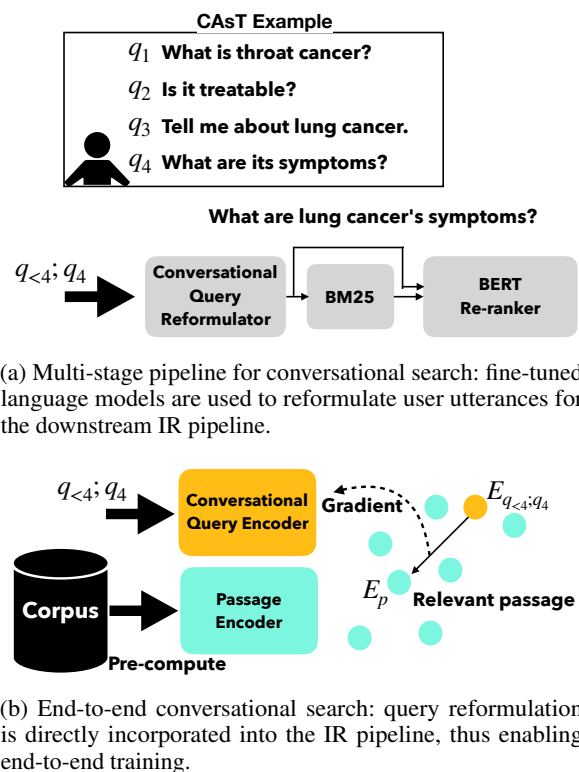 CAsT Example
q1 What is throat cancer?
q2 Is it treatable?
q3 Tell me about lung cancer.
q4 What are its symptoms?
What are lung cancer's symptoms?
q<4; q4
Conversational
Query
Reformulator
BM25
BERT
Re-ranker
(a) Multi-stage pipeline for conversational search: fine-tuned
language models are used to reformulate user utterances for
the downstream IR pipeline.
q<4; q4
Conversational
Query Encoder
Gradient
Eq<4;q4
Corpus
Pre-compute
Passage
Encoder
Ep
Relevant passage
(b) End-to-end conversational search: query reformulation
is directly incorporated into the IR pipeline, thus enabling
end-to-end training.